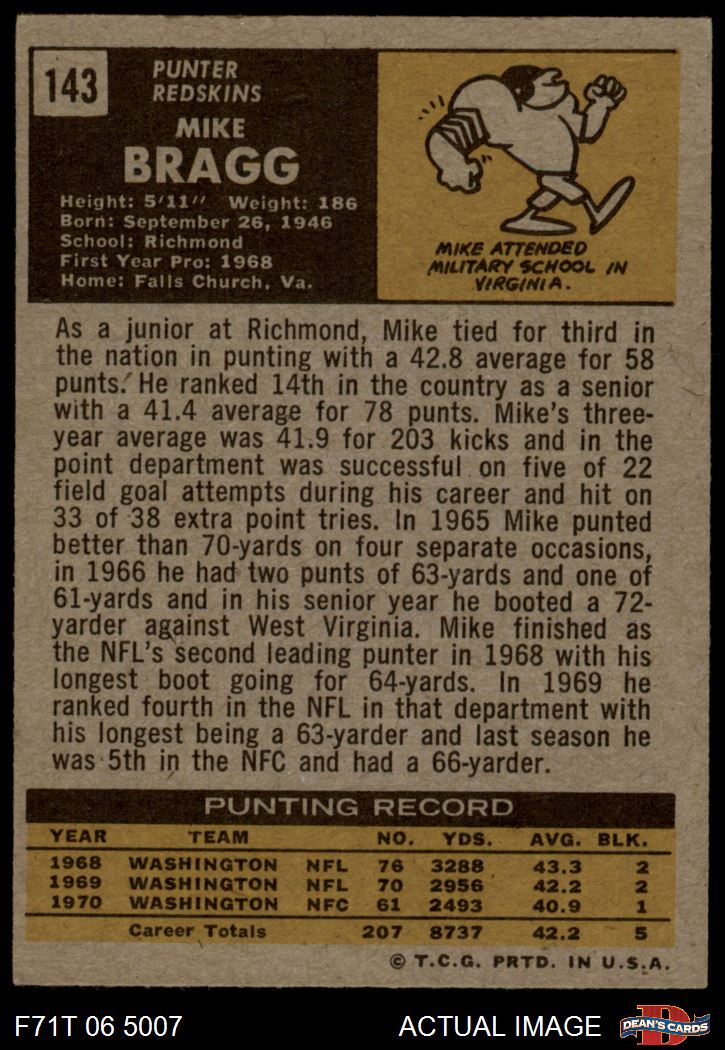 143
PUNTER
REDSKINS
MIKE
BRAGG
Height: 5'11" Weight: 186
Born: September 26, 1946
School: Richmond
First Year Pro: 1968
Home: Falls Church, Va.
MIKE ATTENDED
MILITARY SCHOOL IN
VIRGINIA.
As a junior at Richmond, Mike tied for third in
the nation in punting with a 42.8 average for 58
punts. He ranked 14th in the country as a senior
with a 41.4 average for 78 punts. Mike's three-
year average was 41.9 for 203 kicks and in the
point department was successful on five of 22
field goal attempts during his career and hit on
33 of 38 extra point tries. In 1965 Mike punted
better than 70-yards on four separate occasions,
in 1966 he had two punts of 63-yards and one of
61-yards and in his senior year he booted a 72-
yarder against West Virginia. Mike finished as
the NFL's second leading punter in 1968 with his
longest boot going for 64-yards. In 1969 he
ranked fourth in the NFL in that department with
his longest being a 63-yarder and last season he
was 5th in the NFC and had a 66-yarder.
PUNTING RECORD
YEAR TEAM NO. YDS. AVG. BLK.
1968 WASHINGTON NFL 76 3288 43.3 2
1969 WASHINGTON NFL 70 2956 42.2 2
1970 WASHINGTON NFC 61 2493 40.9 1
Career Totals 207 8737 42.2 5
© T.C.G. PRTD. IN U.S.A.
F71T 06 5007 ACTUAL IMAGE D DEAN'S CARDS